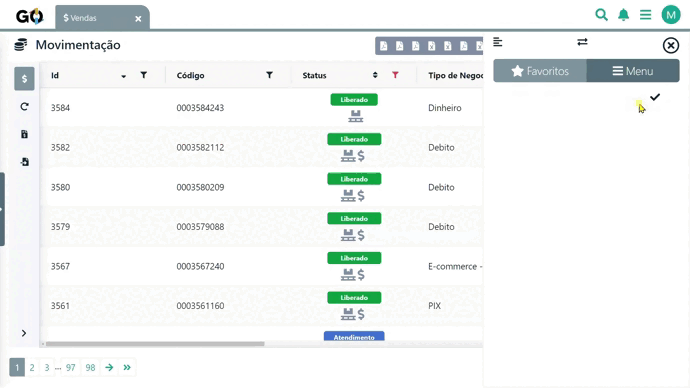 GO
$ Vendas
M
Movimentação
Favoritos
Menu
Id
Código
Status
Tipo de Negoc
3584
0003584243
Liberado
Dinheiro
3582
0003582112
Liberado
Debito
3580
0003580209
Liberado
Debito
3579
0003579088
Liberado
Debito
3567
0003567240
Liberado
E-commerce -
3561
0003561160
Liberado
PIX
Atendimento
1 2 3 ... 97 98